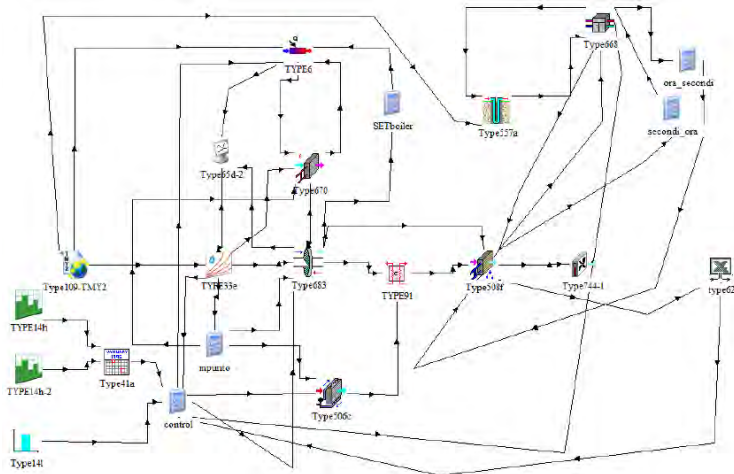 Type668
ora_secondi
TYPE6
SETboiler
secondi_ora
Type557a
Type65d-2
Type670
Type109-TMY2
TYPE33e
Type683
TYPE91
Type508f
Type744-1
type62
TYPE14h
mpunto
TYPE14h-2
Type41a
control
Type506c
Type14l